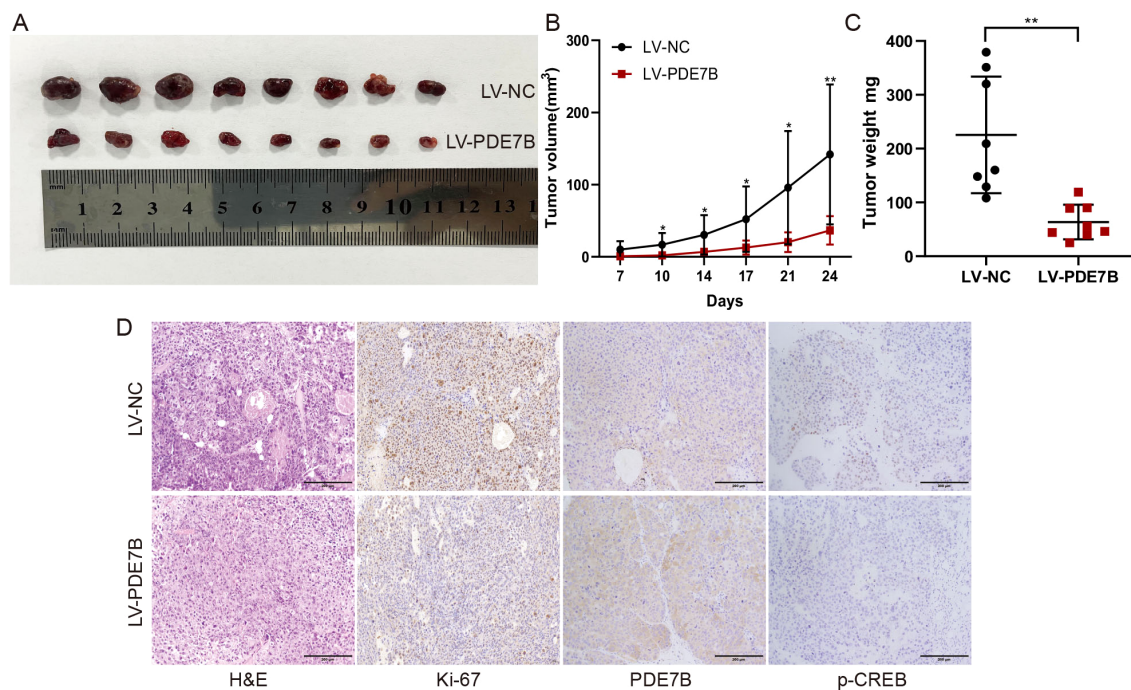 A
LV-NC
LV-PDE7B
mm
1 2 3 4 5 6 7 8 9 10 11 12 13
B
LV-NC
LV-PDE7B
Tumor volume(mm³)
300
200
100
0
* * * * * **
7 10 14 17 21 24
Days
C
**
Tumor weight mg
400
300
200
100
0
LV-NC LV-PDE7B
D
LV-NC
LV-PDE7B
H&E Ki-67 PDE7B p-CREB